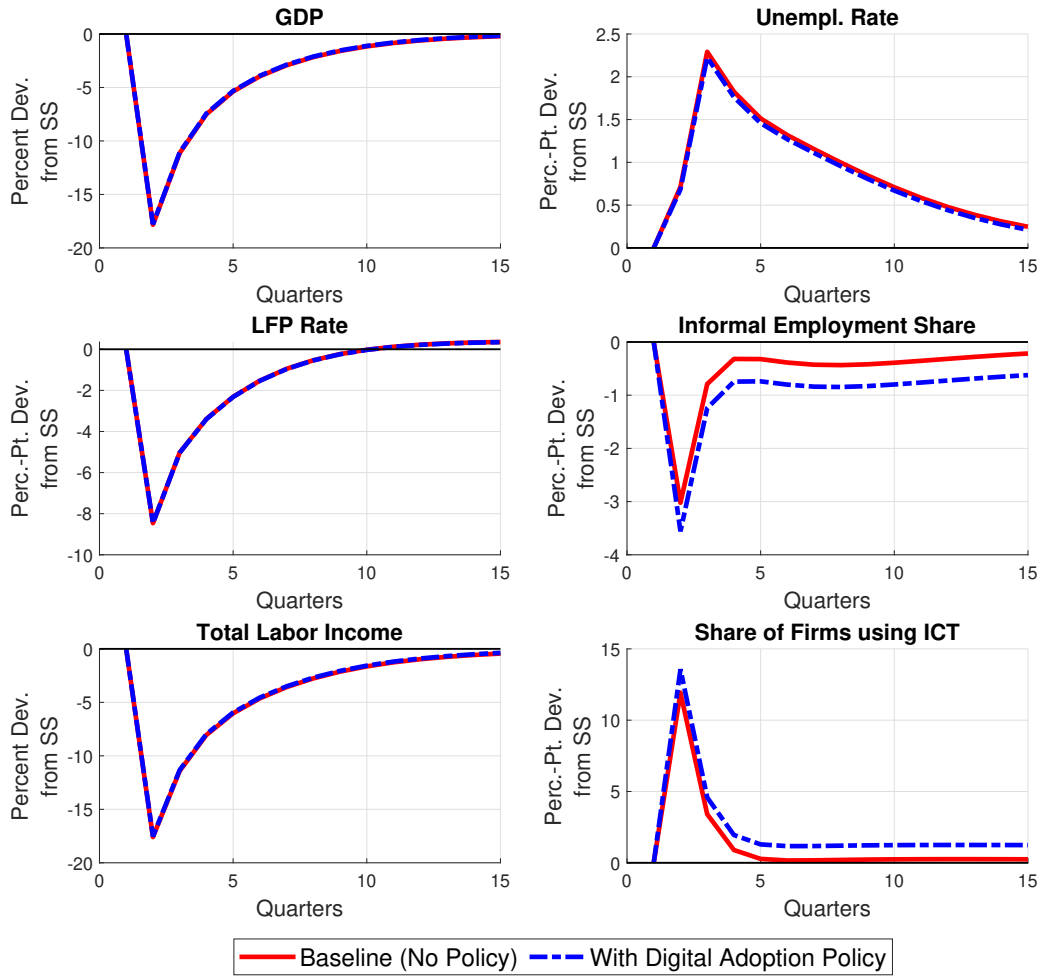 GDP
Percent Dev.
from SS
0
-5
-10
-15
-20
0 5 10 15
Quarters
Unempl. Rate
Perc.-Pt. Dev.
from SS
2.5
2
1.5
1
0.5
0
0 5 10 15
Quarters
LFP Rate
Perc.-Pt. Dev.
from SS
0
-2
-4
-6
-8
-10
0 5 10 15
Quarters
Informal Employment Share
Perc.-Pt. Dev.
from SS
0
-1
-2
-3
-4
0 5 10 15
Quarters
Total Labor Income
Percent Dev.
from SS
0
-5
-10
-15
-20
0 5 10 15
Quarters
Share of Firms using ICT
Perc.-Pt. Dev.
from SS
15
10
5
0
0 5 10 15
Quarters
Baseline (No Policy) With Digital Adoption Policy